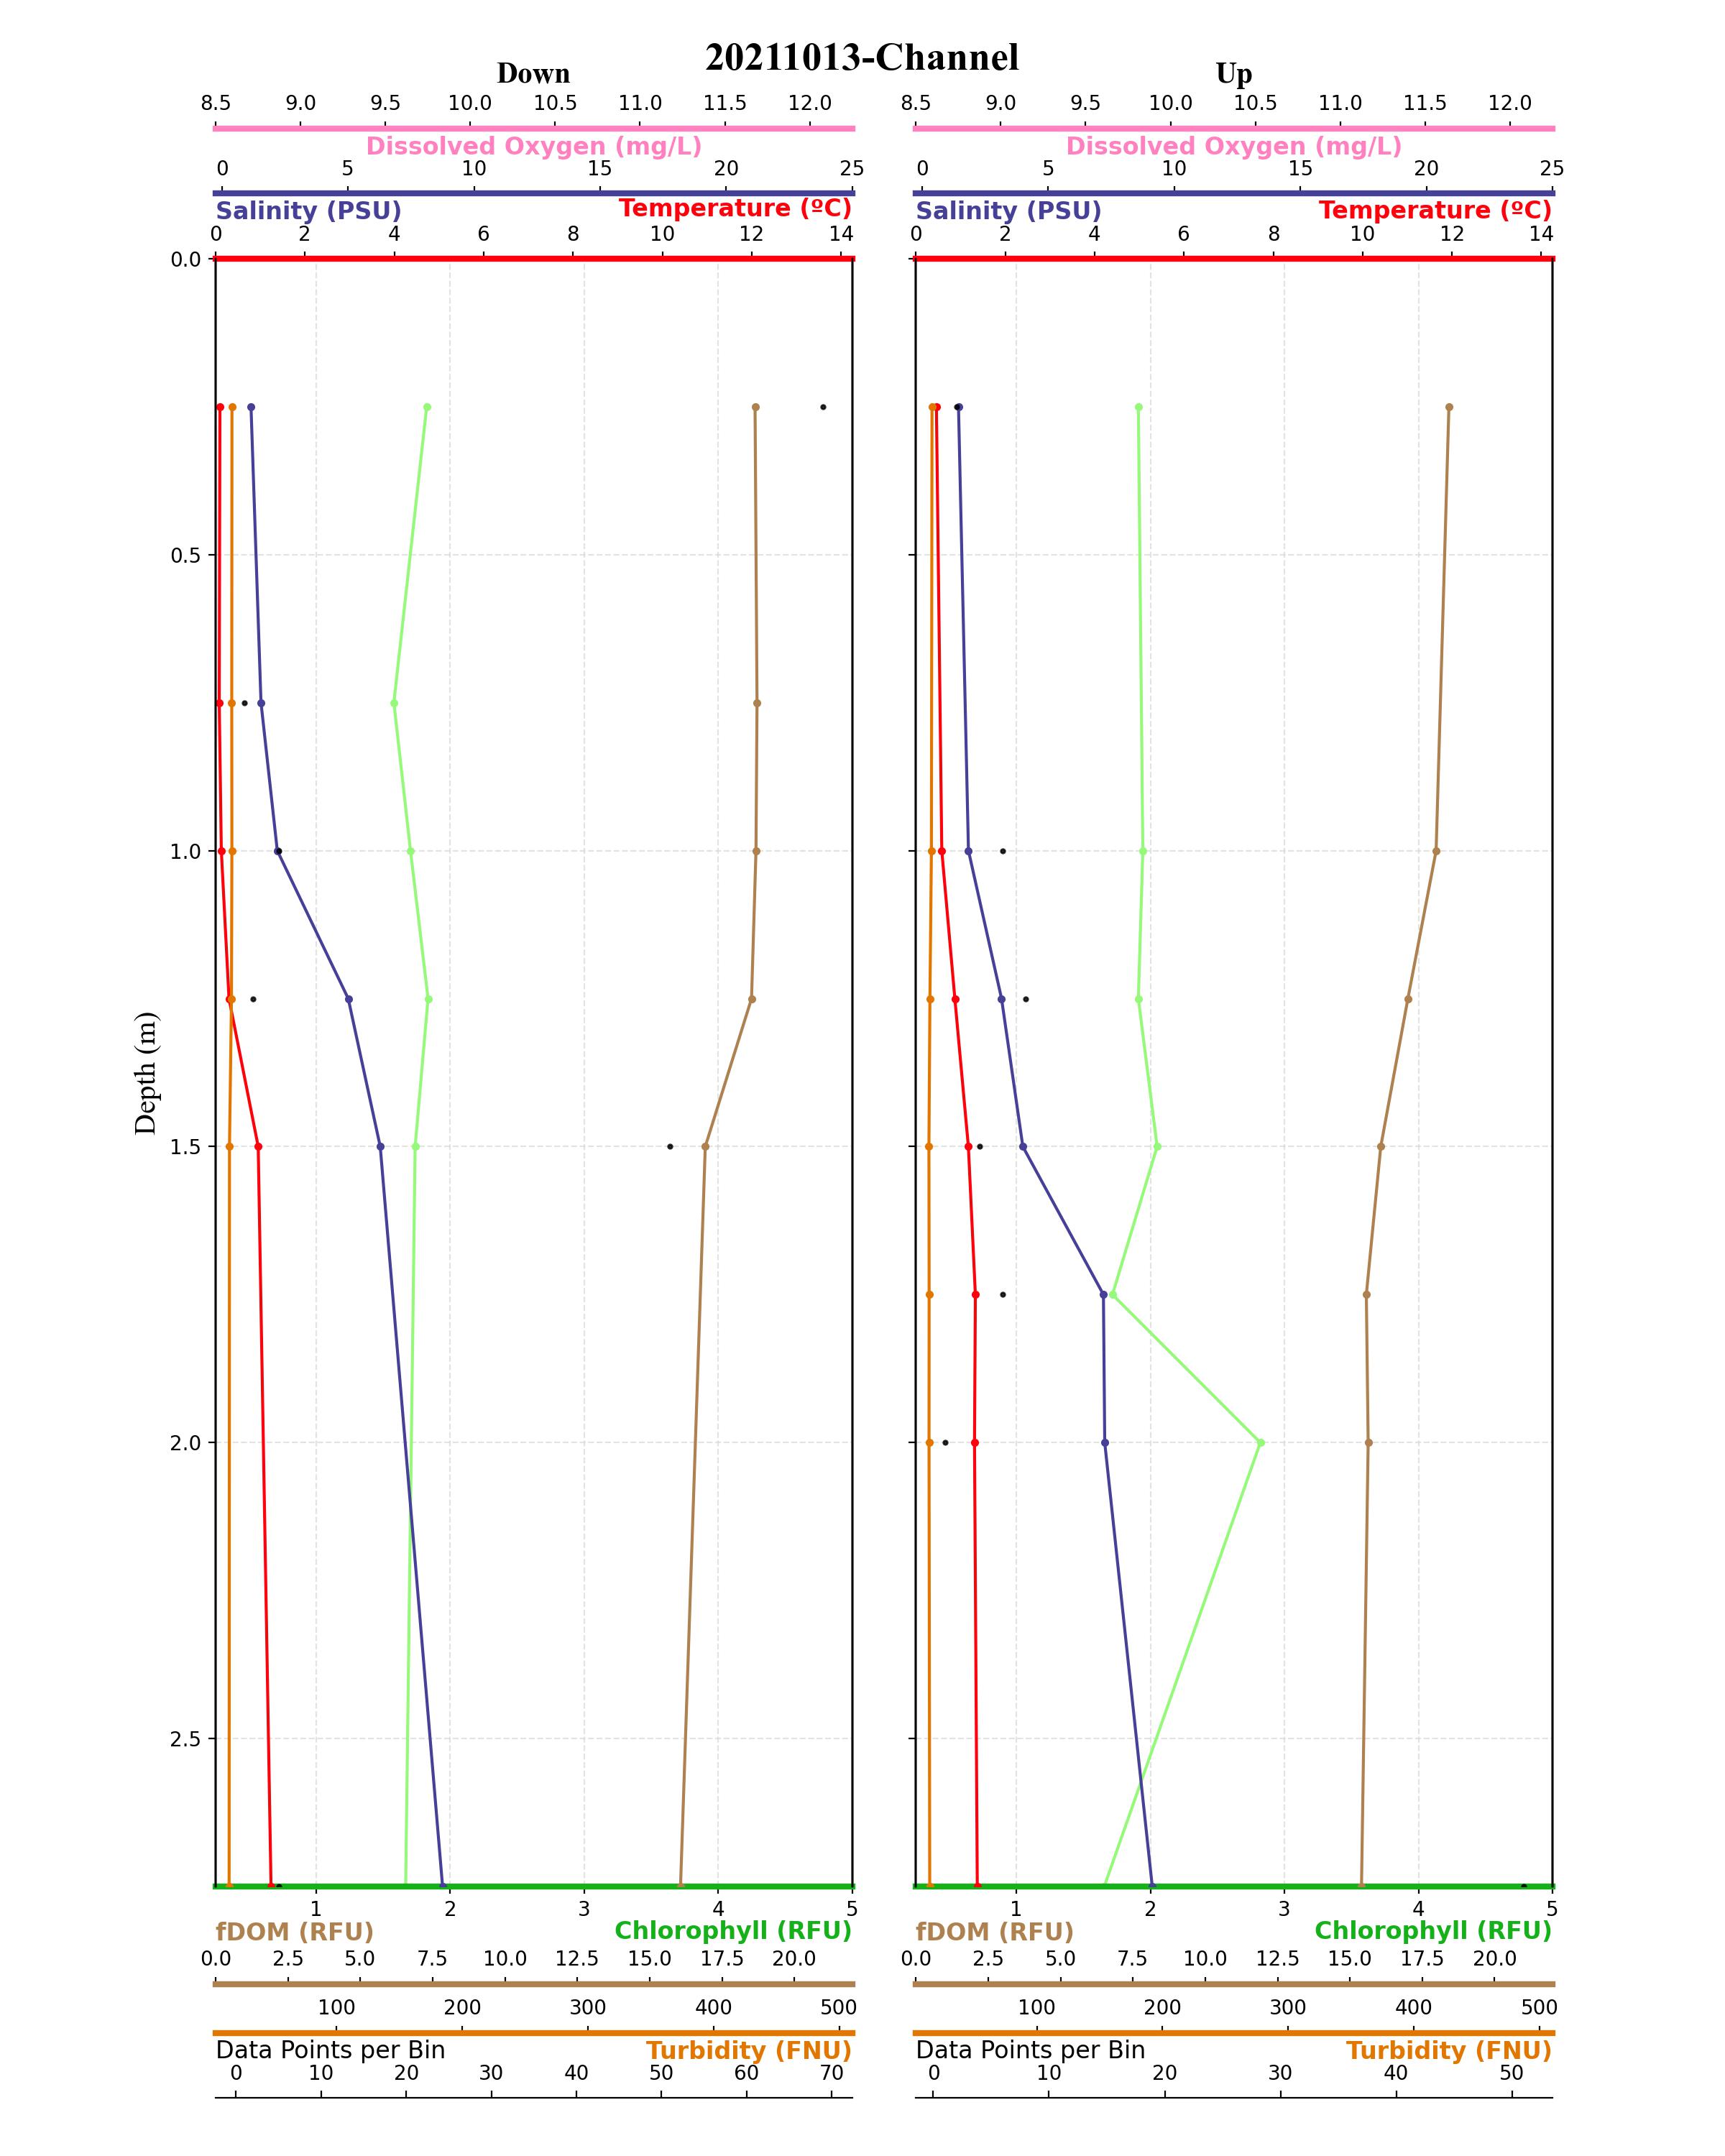 20211013-Channel
Down Up
8.5 9.0 9.5 10.0 10.5 11.0 11.5 12.0 8.5 9.0 9.5 10.0 10.5 11.0 11.5 12.0
Dissolved Oxygen (mg/L) Dissolved Oxygen (mg/L)
0 5 10 15 20 25 0 5 10 15 20 25
Salinity (PSU) Temperature (ºC) Salinity (PSU) Temperature (ºC)
0 2 4 6 8 10 12 14 0 2 4 6 8 10 12 14
0.0
0.5
1.0
Depth (m)
1.5
2.0
2.5
1 2 3 4 5 1 2 3 4 5
fDOM (RFU) Chlorophyll (RFU) fDOM (RFU) Chlorophyll (RFU)
0.0 2.5 5.0 7.5 10.0 12.5 15.0 17.5 20.0 0.0 2.5 5.0 7.5 10.0 12.5 15.0 17.5 20.0
100 200 300 400 500 100 200 300 400 500
Data Points per Bin Turbidity (FNU) Data Points per Bin Turbidity (FNU)
0 10 20 30 40 50 60 70 0 10 20 30 40 50